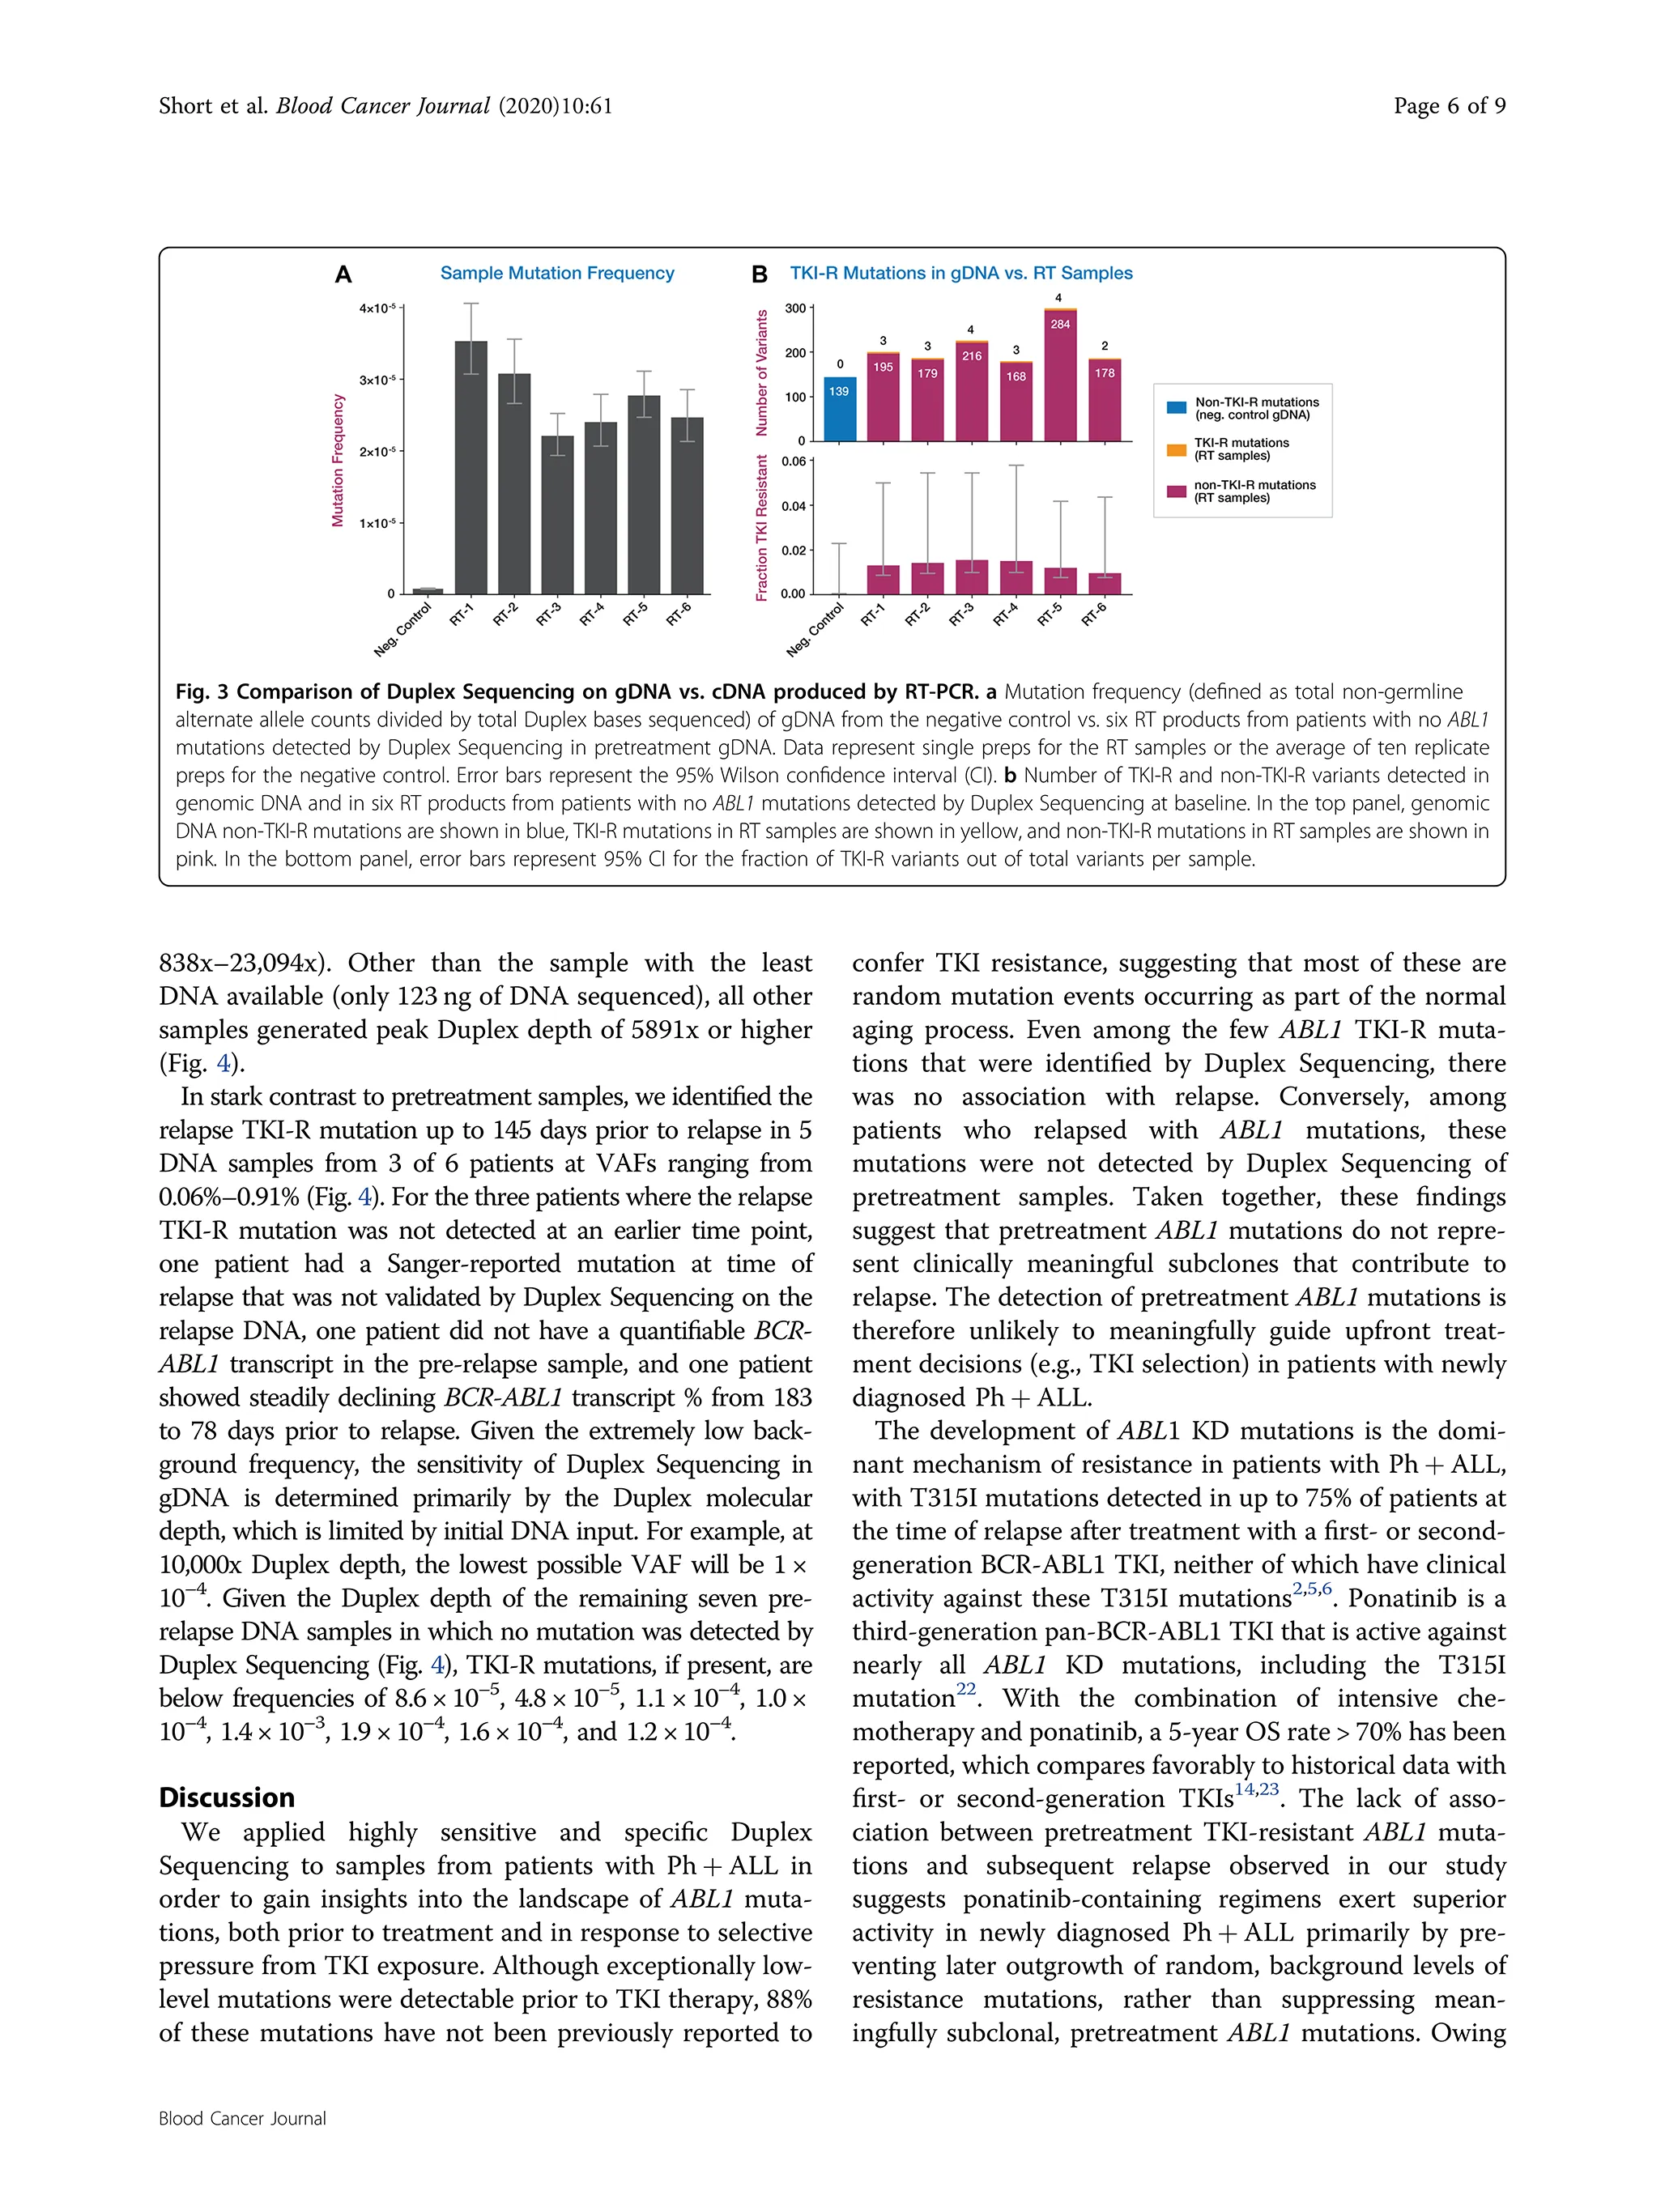 Short et al. Blood Cancer Journal (2020)10:61
Page 6 of 9
A
Sample Mutation Frequency
Mutation Frequency
4×10⁻⁵
3×10⁻⁵
2×10⁻⁵
1×10⁻⁵
0
Neg. Control
RT-1
RT-2
RT-3
RT-4
RT-5
RT-6
B
TKI-R Mutations in gDNA vs. RT Samples
Number of Variants
300
200
100
0
0
139
3
195
3
179
4
216
3
168
4
284
2
178
Fraction TKI Resistant
0.06
0.04
0.02
0.00
Neg. Control
RT-1
RT-2
RT-3
RT-4
RT-5
RT-6
Non-TKI-R mutations
(neg. control gDNA)
TKI-R mutations
(RT samples)
non-TKI-R mutations
(RT samples)
Fig. 3 Comparison of Duplex Sequencing on gDNA vs. cDNA produced by RT-PCR. a Mutation frequency (defined as total non-germline
alternate allele counts divided by total Duplex bases sequenced) of gDNA from the negative control vs. six RT products from patients with no ABL1
mutations detected by Duplex Sequencing in pretreatment gDNA. Data represent single preps for the RT samples or the average of ten replicate
preps for the negative control. Error bars represent the 95% Wilson confidence interval (CI). b Number of TKI-R and non-TKI-R variants detected in
genomic DNA and in six RT products from patients with no ABL1 mutations detected by Duplex Sequencing at baseline. In the top panel, genomic
DNA non-TKI-R mutations are shown in blue, TKI-R mutations in RT samples are shown in yellow, and non-TKI-R mutations in RT samples are shown in
pink. In the bottom panel, error bars represent 95% CI for the fraction of TKI-R variants out of total variants per sample.
838x–23,094x). Other than the sample with the least
DNA available (only 123 ng of DNA sequenced), all other
samples generated peak Duplex depth of 5891x or higher
(Fig. 4).
In stark contrast to pretreatment samples, we identified the
relapse TKI-R mutation up to 145 days prior to relapse in 5
DNA samples from 3 of 6 patients at VAFs ranging from
0.06%–0.91% (Fig. 4). For the three patients where the relapse
TKI-R mutation was not detected at an earlier time point,
one patient had a Sanger-reported mutation at time of
relapse that was not validated by Duplex Sequencing on the
relapse DNA, one patient did not have a quantifiable BCR-
ABL1 transcript in the pre-relapse sample, and one patient
showed steadily declining BCR-ABL1 transcript % from 183
to 78 days prior to relapse. Given the extremely low back-
ground frequency, the sensitivity of Duplex Sequencing in
gDNA is determined primarily by the Duplex molecular
depth, which is limited by initial DNA input. For example, at
10,000x Duplex depth, the lowest possible VAF will be 1 ×
10⁻⁴. Given the Duplex depth of the remaining seven pre-
relapse DNA samples in which no mutation was detected by
Duplex Sequencing (Fig. 4), TKI-R mutations, if present, are
below frequencies of 8.6 × 10⁻⁵, 4.8 × 10⁻⁵, 1.1 × 10⁻⁴, 1.0 ×
10⁻⁴, 1.4 × 10⁻³, 1.9 × 10⁻⁴, 1.6 × 10⁻⁴, and 1.2 × 10⁻⁴.
Discussion
We applied highly sensitive and specific Duplex
Sequencing to samples from patients with Ph + ALL in
order to gain insights into the landscape of ABL1 muta-
tions, both prior to treatment and in response to selective
pressure from TKI exposure. Although exceptionally low-
level mutations were detectable prior to TKI therapy, 88%
of these mutations have not been previously reported to
confer TKI resistance, suggesting that most of these are
random mutation events occurring as part of the normal
aging process. Even among the few ABL1 TKI-R muta-
tions that were identified by Duplex Sequencing, there
was no association with relapse. Conversely, among
patients who relapsed with ABL1 mutations, these
mutations were not detected by Duplex Sequencing of
pretreatment samples. Taken together, these findings
suggest that pretreatment ABL1 mutations do not repre-
sent clinically meaningful subclones that contribute to
relapse. The detection of pretreatment ABL1 mutations is
therefore unlikely to meaningfully guide upfront treat-
ment decisions (e.g., TKI selection) in patients with newly
diagnosed Ph + ALL.
The development of ABL1 KD mutations is the domi-
nant mechanism of resistance in patients with Ph + ALL,
with T315I mutations detected in up to 75% of patients at
the time of relapse after treatment with a first- or second-
generation BCR-ABL1 TKI, neither of which have clinical
activity against these T315I mutations²,⁵,⁶. Ponatinib is a
third-generation pan-BCR-ABL1 TKI that is active against
nearly all ABL1 KD mutations, including the T315I
mutation²². With the combination of intensive che-
motherapy and ponatinib, a 5-year OS rate > 70% has been
reported, which compares favorably to historical data with
first- or second-generation TKIs¹⁴,²³. The lack of asso-
ciation between pretreatment TKI-resistant ABL1 muta-
tions and subsequent relapse observed in our study
suggests ponatinib-containing regimens exert superior
activity in newly diagnosed Ph + ALL primarily by pre-
venting later outgrowth of random, background levels of
resistance mutations, rather than suppressing mean-
ingfully subclonal, pretreatment ABL1 mutations. Owing
Blood Cancer Journal